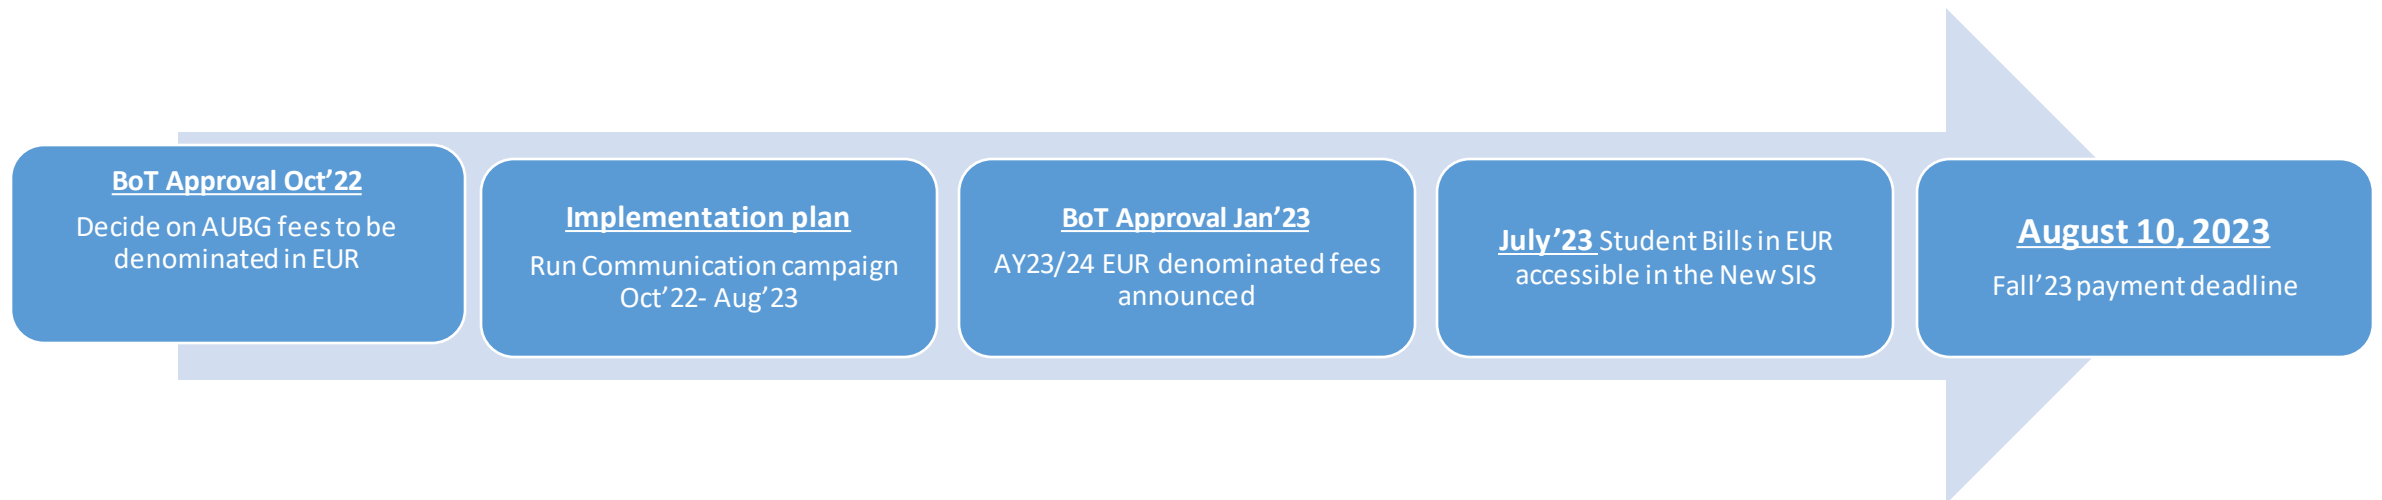 BoT Approval Oct’22
Decide on AUBG fees to be
denominated in EUR
Implementation plan
Run Communication campaign
Oct’22- Aug’23
BoT Approval Jan’23
AY23/24 EUR denominated fees
announced
July’23 Student Bills in EUR
accessible in the New SIS
August 10, 2023
Fall’23 payment deadline